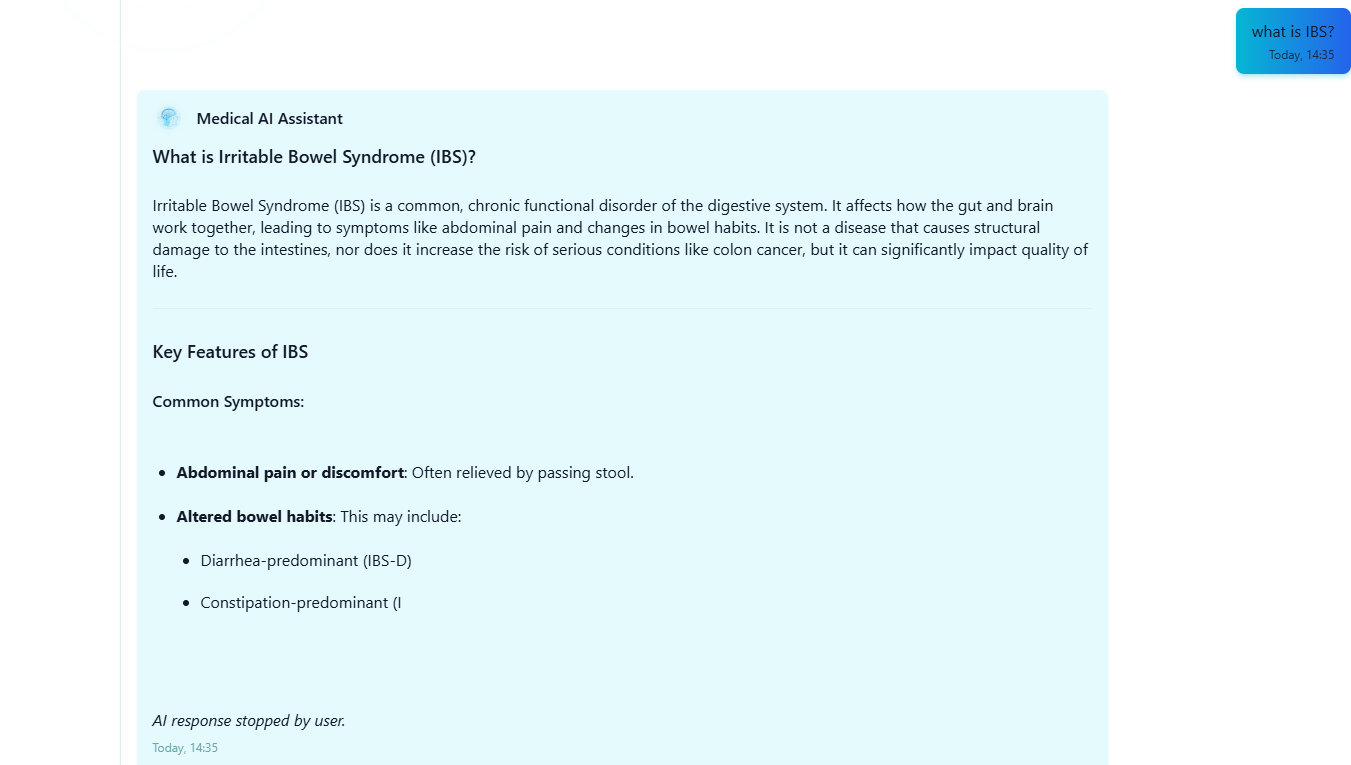 what is IBS?
Today, 14:35
Medical AI Assistant
What is Irritable Bowel Syndrome (IBS)?
Irritable Bowel Syndrome (IBS) is a common, chronic functional disorder of the digestive system. It affects how the gut and brain
work together, leading to symptoms like abdominal pain and changes in bowel habits. It is not a disease that causes structural
damage to the intestines, nor does it increase the risk of serious conditions like colon cancer, but it can significantly impact quality of
life.
Key Features of IBS
Common Symptoms:
• Abdominal pain or discomfort: Often relieved by passing stool.
• Altered bowel habits: This may include:
• Diarrhea-predominant (IBS-D)
• Constipation-predominant (I
AI response stopped by user.
Today, 14:35